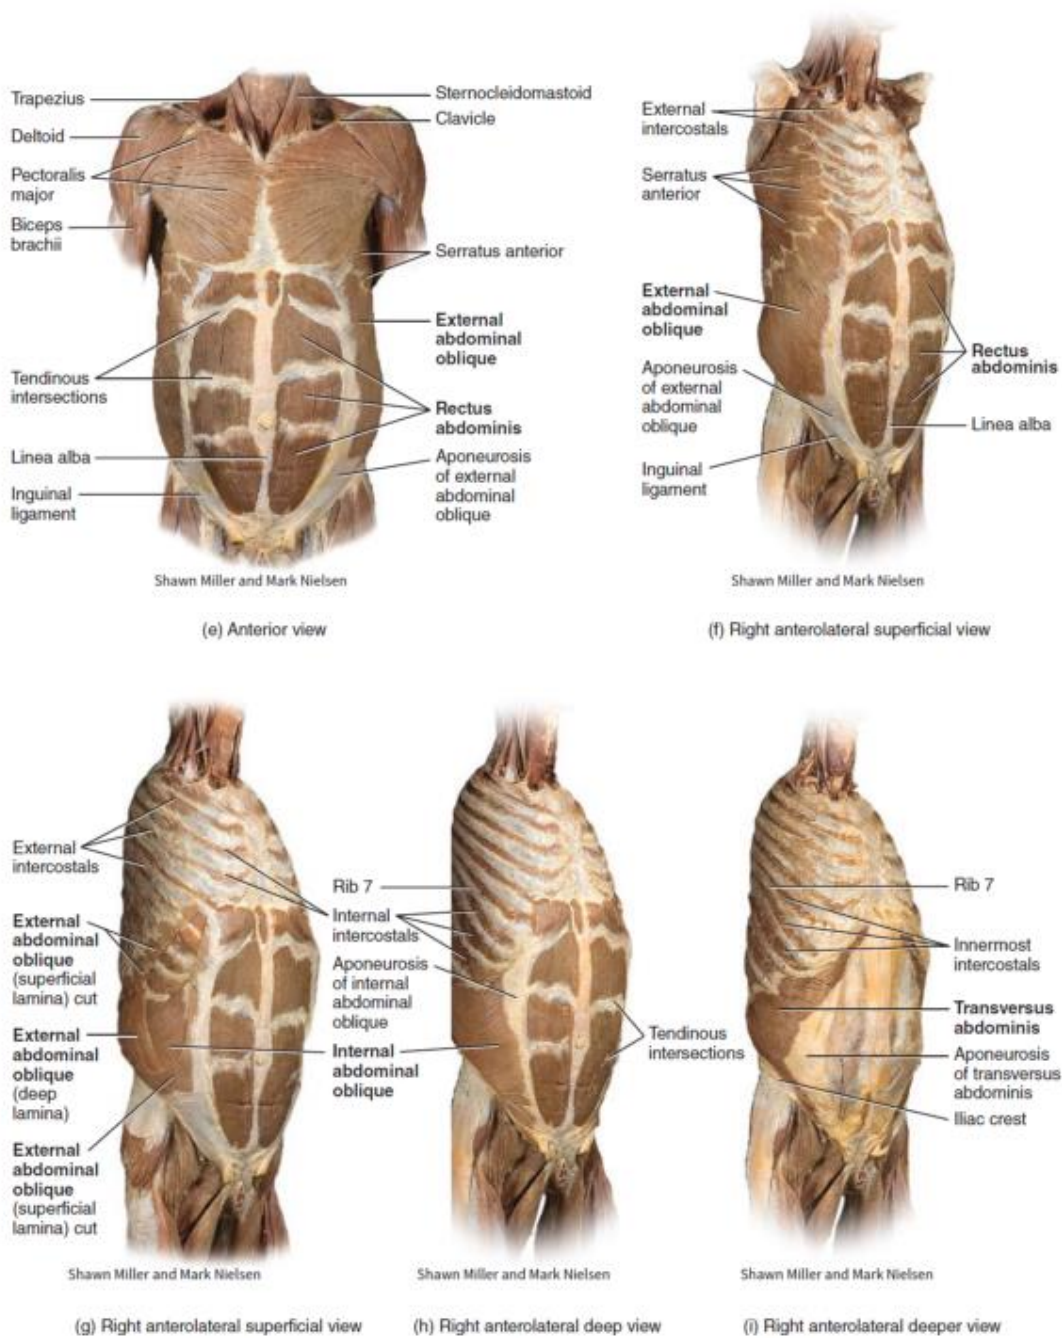 Trapezius
Deltoid
Pectoralis
major
Biceps
brachii
Tendinous
intersections
Linea alba
Inguinal
ligament
Sternocleidomastoid
Clavicle
Serratus anterior
External
abdominal
oblique
Rectus
abdominis
Aponeurosis
of external
abdominal
oblique
Shawn Miller and Mark Nielsen
(e) Anterior view
External
intercostals
Serratus
anterior
External
abdominal
oblique
Aponeurosis
of external
abdominal
oblique
Inguinal
ligament
Rectus
abdominis
Linea alba
Shawn Miller and Mark Nielsen
(f) Right anterolateral superficial view
External
intercostals
External
abdominal
oblique
(superficial
lamina) cut
External
abdominal
oblique
(deep
lamina)
External
abdominal
oblique
(superficial
lamina) cut
Shawn Miller and Mark Nielsen
(g) Right anterolateral superficial view
Rib 7
Internal
intercostals
Aponeurosis
of internal
abdominal
oblique
Internal
abdominal
oblique
Tendinous
intersections
Shawn Miller and Mark Nielsen
(h) Right anterolateral deep view
Rib 7
Innermost
intercostals
Transversus
abdominis
Aponeurosis
of transversus
abdominis
Iliac crest
Shawn Miller and Mark Nielsen
(i) Right anterolateral deeper view